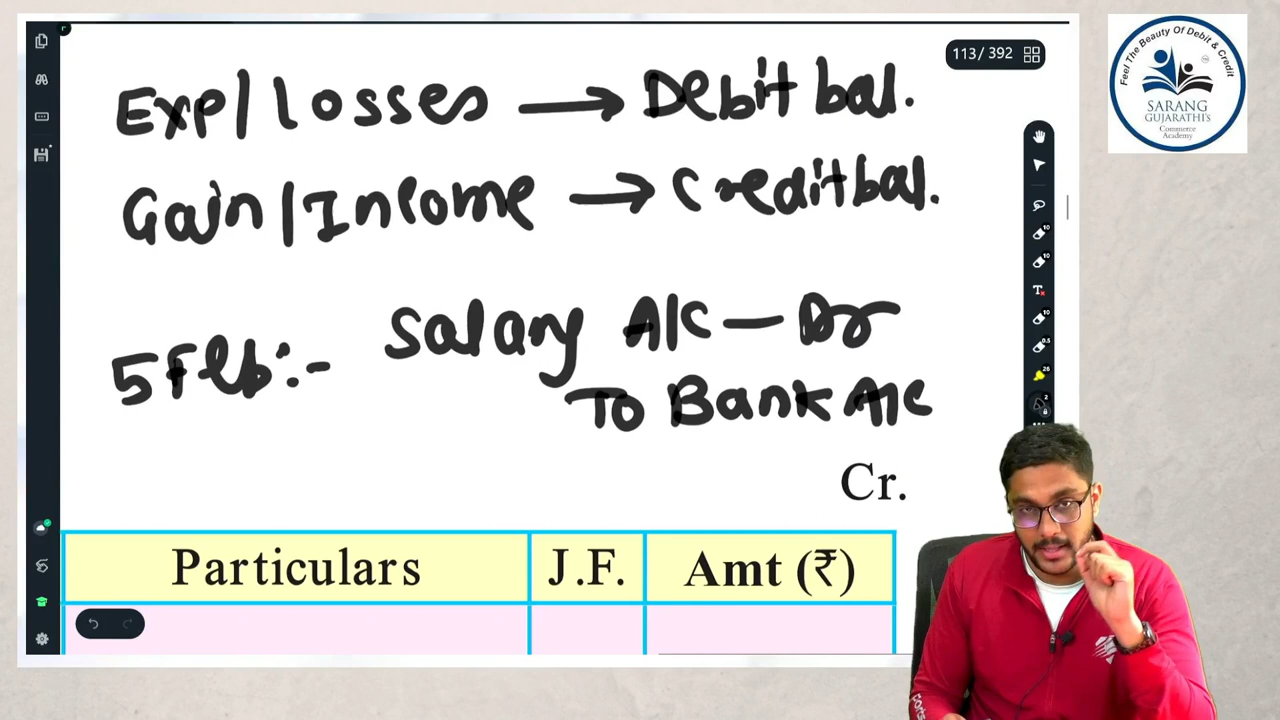 113/ 392
Feel The Beauty Of Debit & Credit
SARANG
GUJARATHI's
Commerce
Academy
Exp/losses → Debit bal.
Gain/Income → Credit bal.
5 Feb:- Salary A/c — Dr
To Bank A/c
Cr.
Particulars J.F. Amt (₹)